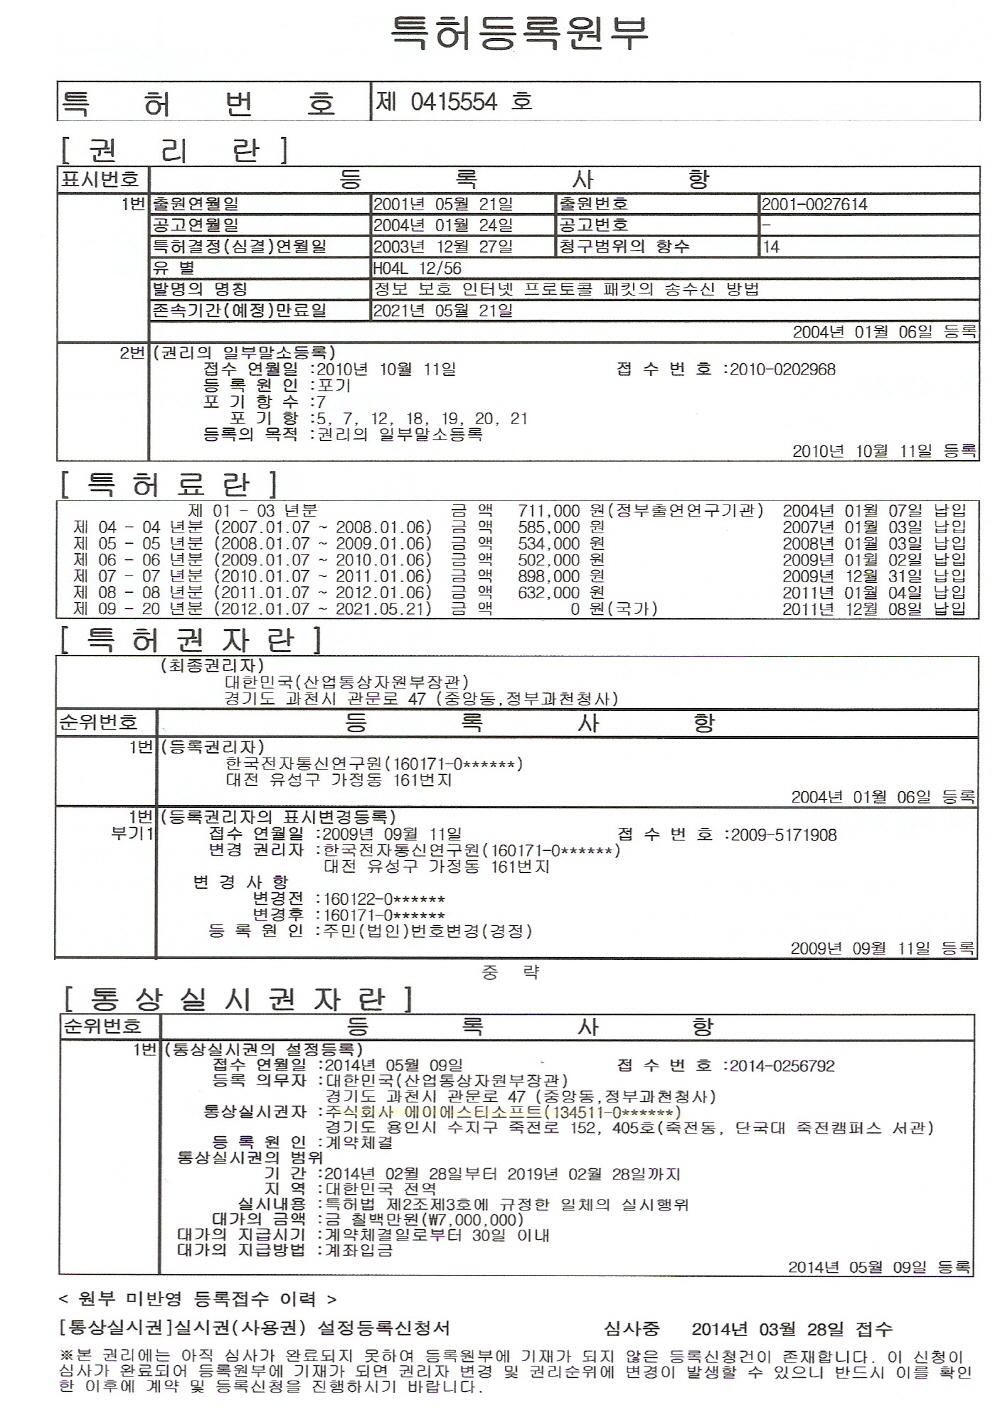 특허등록원부
특 허 번 호 제 0415554 호
[ 권 리 란 ]
표시번호 등 록 사 항
1번 출원연월일 2001년 05월 21일 출원번호 2001-0027614
공고연월일 2004년 01월 24일 공고번호 -
특허결정(심결)연월일 2003년 12월 27일 청구범위의 항수 14
유 별 H04L 12/56
발명의 명칭 정보 보호 인터넷 프로토콜 패킷의 송수신 방법
존속기간(예정)만료일 2021년 05월 21일
2004년 01월 06일 등록
2번 (권리의 일부말소등록)
접수 연월일 :2010년 10월 11일 접 수 번 호 :2010-0202968
등 록 원 인 :포기
포 기 항 수 :7
포 기 항 :5, 7, 12, 18, 19, 20, 21
등록의 목적 :권리의 일부말소등록
2010년 10월 11일 등록
[ 특 허 료 란 ]
제 01 - 03 년분 금 액 711,000 원(정부출연연구기관) 2004년 01월 07일 납입
제 04 - 04 년분 (2007.01.07 ~ 2008.01.06) 금 액 585,000 원 2007년 01월 03일 납입
제 05 - 05 년분 (2008.01.07 ~ 2009.01.06) 금 액 534,000 원 2008년 01월 03일 납입
제 06 - 06 년분 (2009.01.07 ~ 2010.01.06) 금 액 502,000 원 2009년 01월 02일 납입
제 07 - 07 년분 (2010.01.07 ~ 2011.01.06) 금 액 898,000 원 2009년 12월 31일 납입
제 08 - 08 년분 (2011.01.07 ~ 2012.01.06) 금 액 632,000 원 2011년 01월 04일 납입
제 09 - 20 년분 (2012.01.07 ~ 2021.05.21) 금 액 0 원(국가) 2011년 12월 08일 납입
[ 특 허 권 자 란 ]
(최종권리자)
대한민국(산업통상자원부장관)
경기도 과천시 관문로 47 (중앙동,정부과천청사)
순위번호 등 록 사 항
1번 (등록권리자)
한국전자통신연구원(160171-0******)
대전 유성구 가정동 161번지
2004년 01월 06일 등록
1번 (등록권리자의 표시변경등록)
부기1 접수 연월일 :2009년 09월 11일 접 수 번 호 :2009-5171908
변경 권리자 :한국전자통신연구원(160171-0******)
대전 유성구 가정동 161번지
변 경 사 항
변경전 :160122-0******
변경후 :160171-0******
등 록 원 인 :주민(법인)번호변경(경정)
2009년 09월 11일 등록
중 략
[ 통 상 실 시 권 자 란 ]
순위번호 등 록 사 항
1번 (통상실시권의 설정등록)
접수 연월일 :2014년 05월 09일 접 수 번 호 :2014-0256792
등록 의무자 :대한민국(산업통상자원부장관)
경기도 과천시 관문로 47 (중앙동,정부과천청사)
통상실시권자 :주식회사 에이에스티소프트(134511-0******)
경기도 용인시 수지구 죽전로 152, 405호(죽전동, 단국대 죽전캠퍼스 서관)
등 록 원 인 :계약체결
통상실시권의 범위
기 간 :2014년 02월 28일부터 2019년 02월 28일까지
지 역 :대한민국 전역
실시내용 :특허법 제2조제3호에 규정한 일체의 실시행위
대가의 금액 :금 칠백만원(₩7,000,000)
대가의 지급시기 :계약체결일로부터 30일 이내
대가의 지급방법 :계좌입금
2014년 05월 09일 등록
< 원부 미반영 등록접수 이력 >
[통상실시권]실시권(사용권) 설정등록신청서 심사중 2014년 03월 28일 접수
※본 권리에는 아직 심사가 완료되지 못하여 등록원부에 기재가 되지 않은 등록신청건이 존재합니다. 이 신청이
심사가 완료되어 등록원부에 기재가 되면 권리자 변경 및 권리순위에 변경이 발생할 수 있으니 반드시 이를 확인
한 이후에 계약 및 등록신청을 진행하시기 바랍니다.